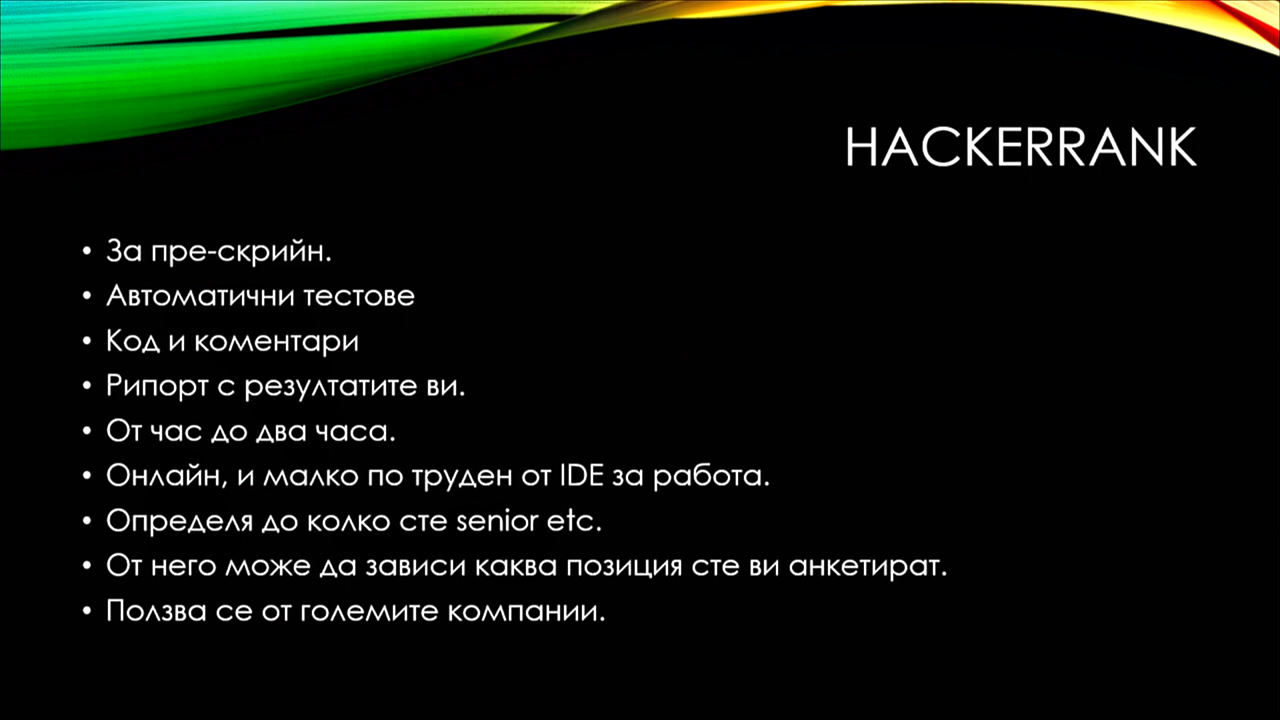 HACKERRANK
• За пре-скрийн.
• Автоматични тестове
• Код и коментари
• Рипорт с резултатите ви.
• От час до два часа.
• Онлайн, и малко по труден от IDE за работа.
• Определя до колко сте senior etc.
• От него може да зависи каква позиция сте ви анкетират.
• Ползва се от големите компании.